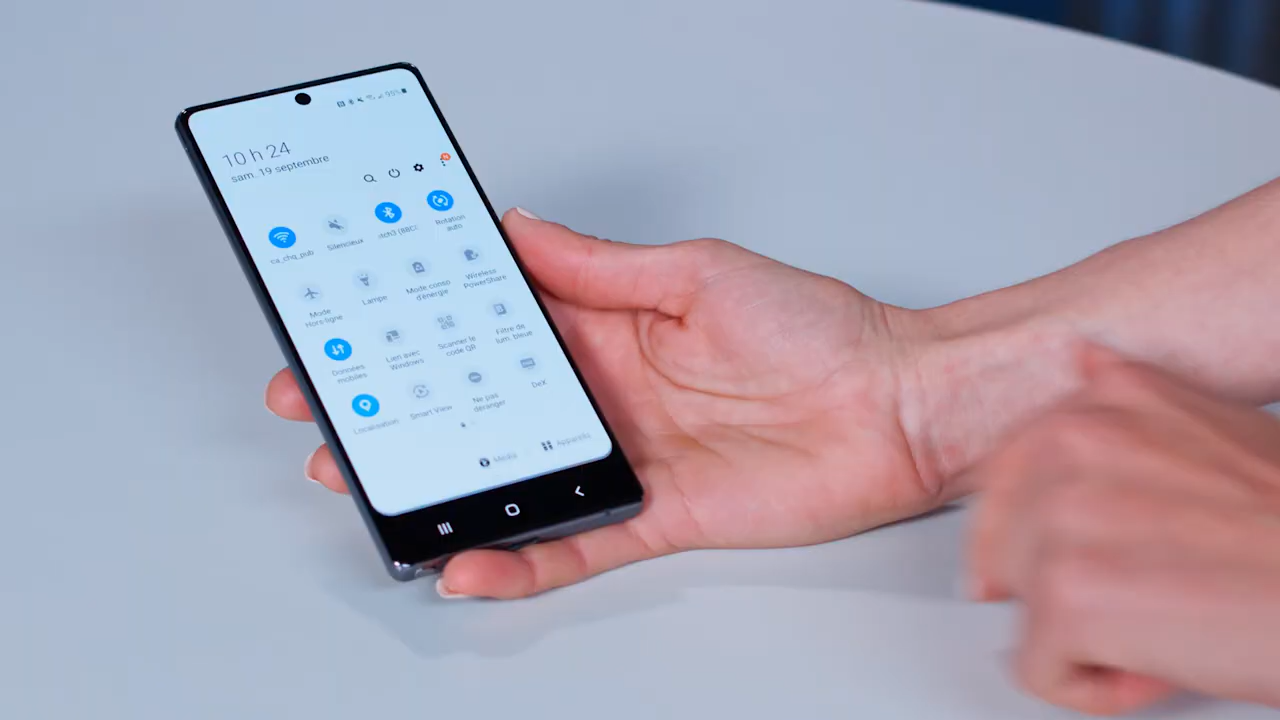 95%
10 h 24
sam. 19 septembre
ca_chq_pub
Silencieux
Rotation
auto
Mode
Hors ligne
Lampe
Mode conso
d'énergie
Wireless
PowerShare
Données
mobiles
Lien avec
Windows
Scanner le
code QR
Filtre de
lum. bleue
Localisation
Smart View
Ne pas
déranger
DeX
Média
Appareils